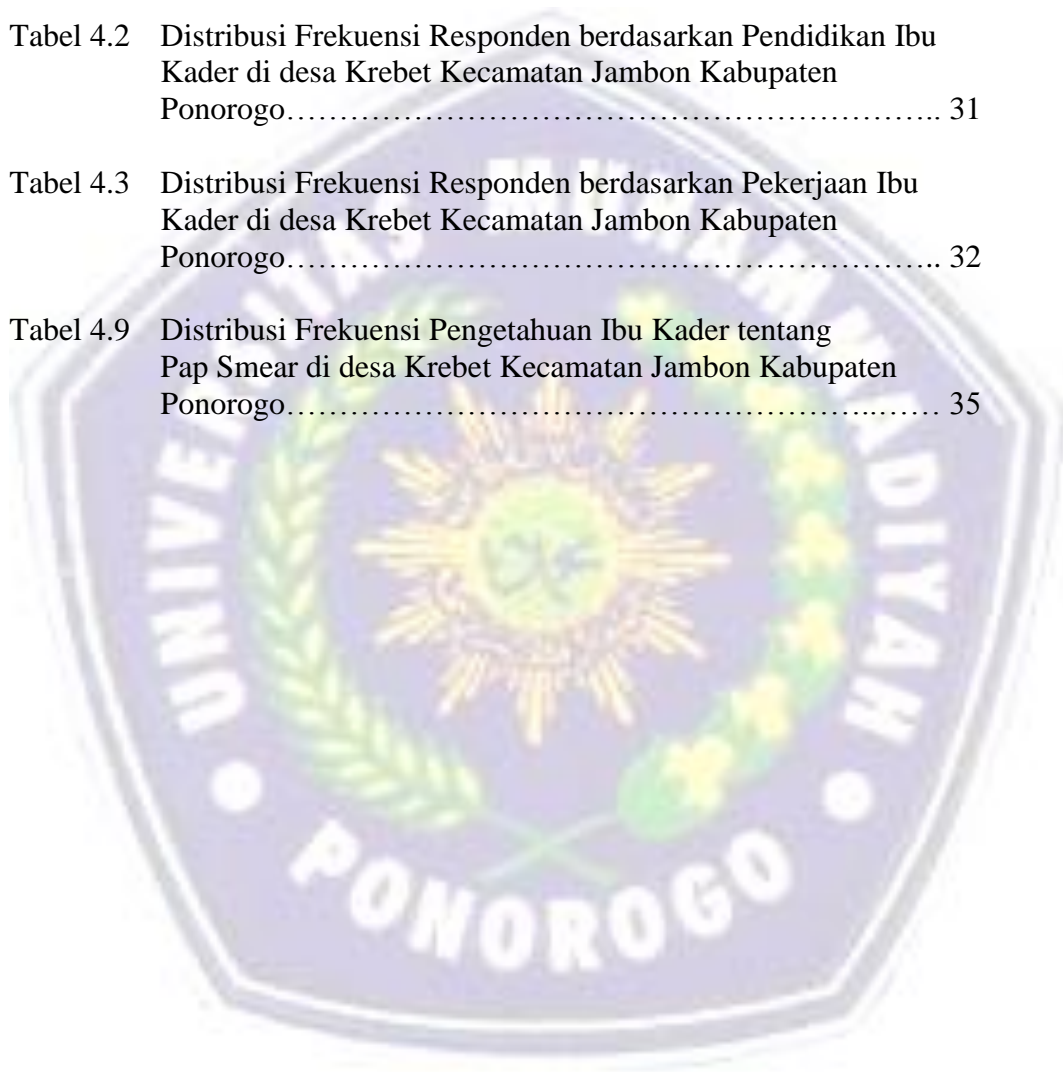 Tabel 4.2 Distribusi Frekuensi Responden berdasarkan Pendidikan Ibu
Kader di desa Krebet Kecamatan Jambon Kabupaten
Ponorogo………………………………………………………….. 31
Tabel 4.3 Distribusi Frekuensi Responden berdasarkan Pekerjaan Ibu
Kader di desa Krebet Kecamatan Jambon Kabupaten
Ponorogo………………………………………………………….. 32
Tabel 4.9 Distribusi Frekuensi Pengetahuan Ibu Kader tentang
Pap Smear di desa Krebet Kecamatan Jambon Kabupaten
Ponorogo…………………………………………………..…… 35
UNIVERSITAS MUHAMMADIYAH
PONOROGO